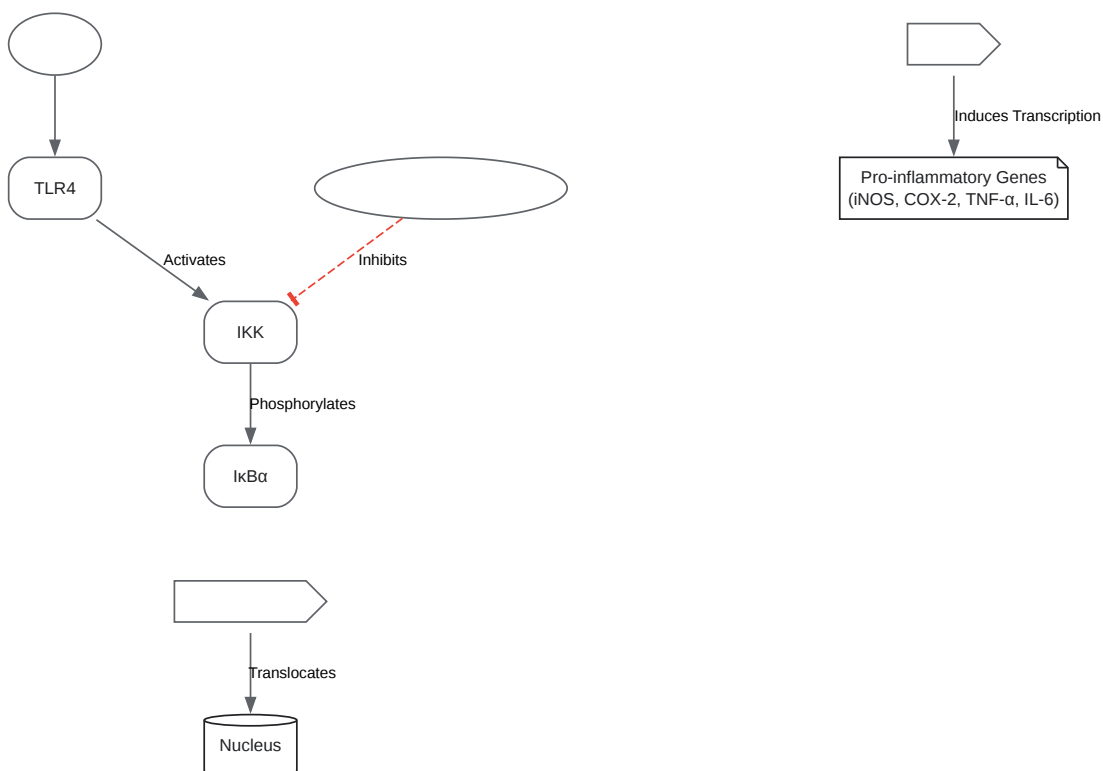 Induces Transcription
TLR4
Pro-inflammatory Genes
(iNOS, COX-2, TNF-α, IL-6)
Activates
Inhibits
IKK
Phosphorylates
IκBα
Translocates
Nucleus